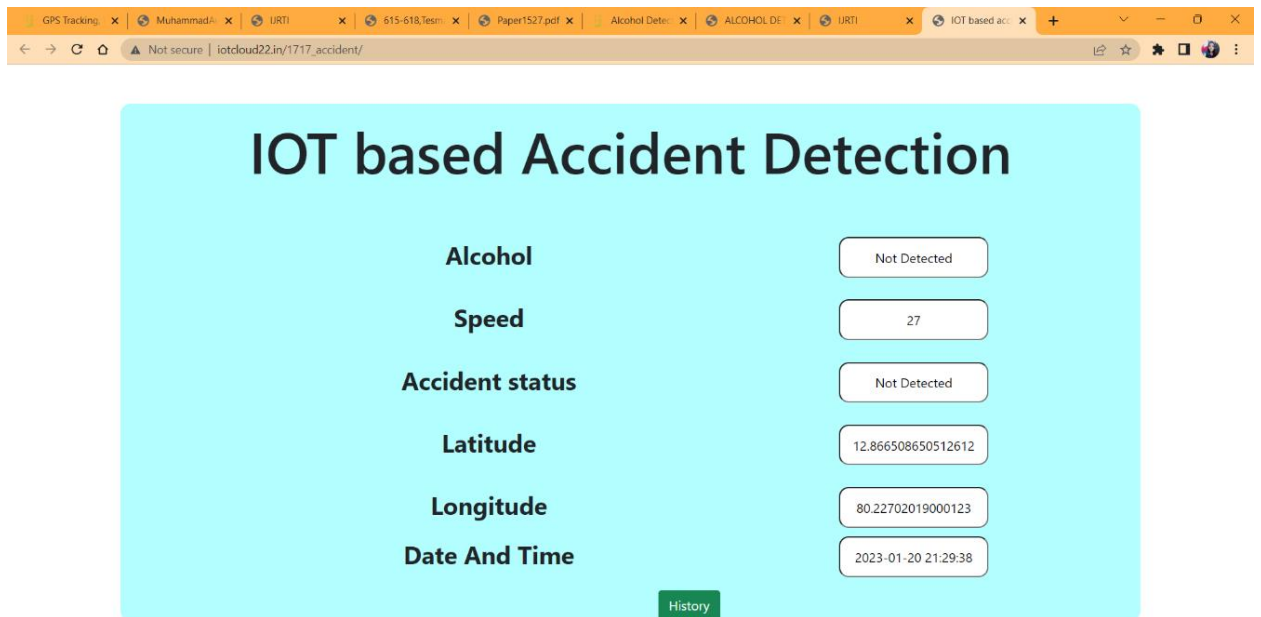 GPS Tracking,
MuhammadA
IJRTI
615-618,Tesm
Paper1527.pdf
Alcohol Detec
ALCOHOL DE
IJRTI
IOT based acc
Not secure | iotcloud22.in/1717_accident/
IOT based Accident Detection
Alcohol Not Detected
Speed 27
Accident status Not Detected
Latitude 12.866508650512612
Longitude 80.22702019000123
Date And Time 2023-01-20 21:29:38
History